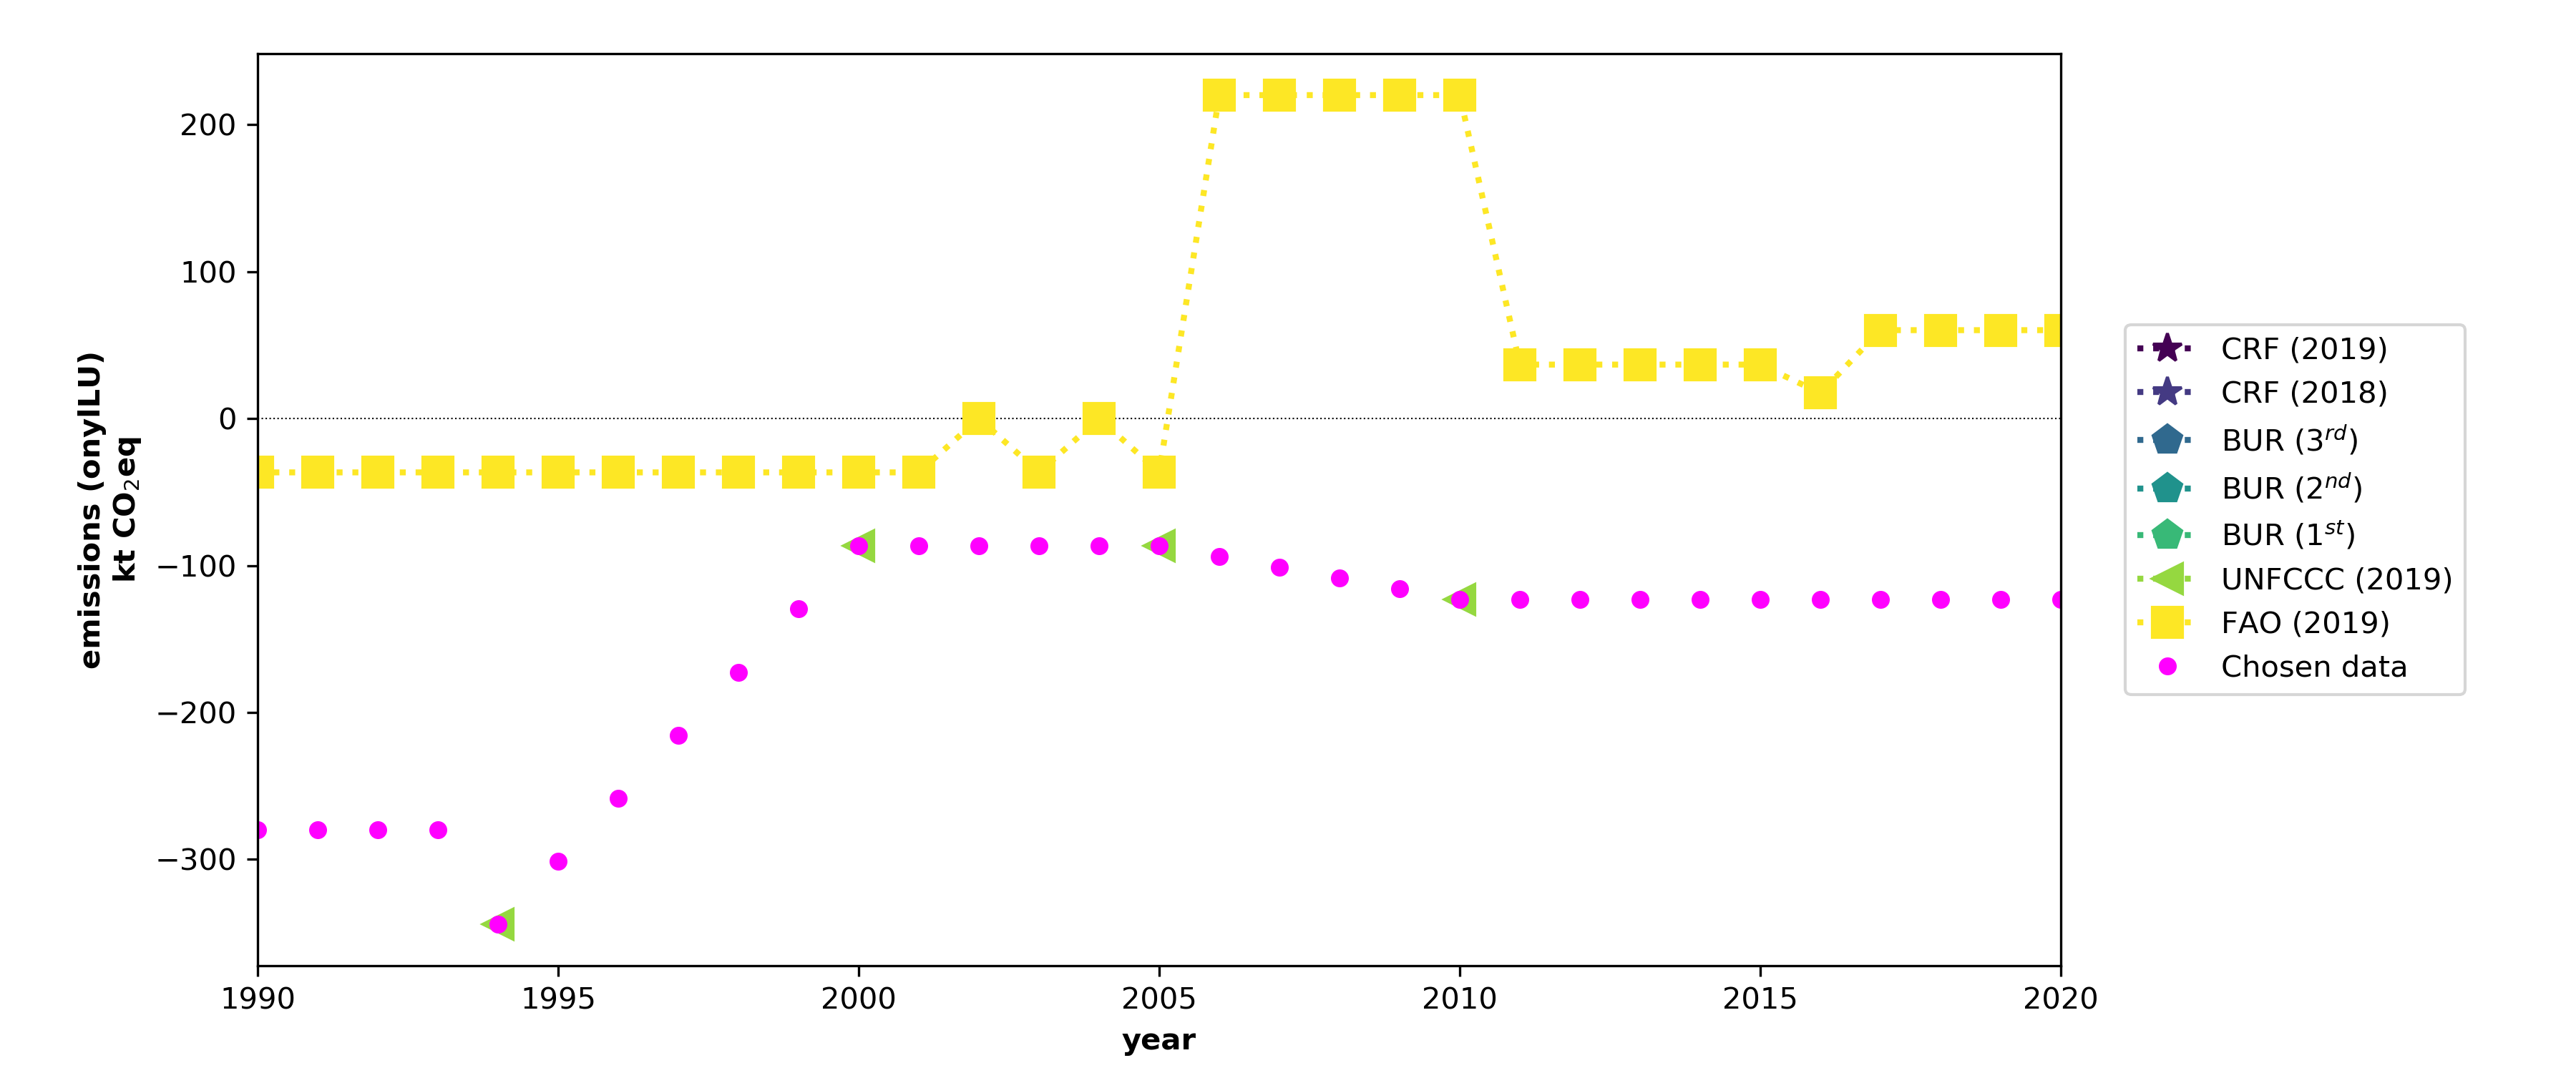 emissions (onylLU)
kt CO₂eq
200
100
0
−100
−200
−300
1990
1995
2000
2005
2010
2015
2020
year
CRF (2019)
CRF (2018)
BUR (3ʳᵈ)
BUR (2ⁿᵈ)
BUR (1ˢᵗ)
UNFCCC (2019)
FAO (2019)
Chosen data